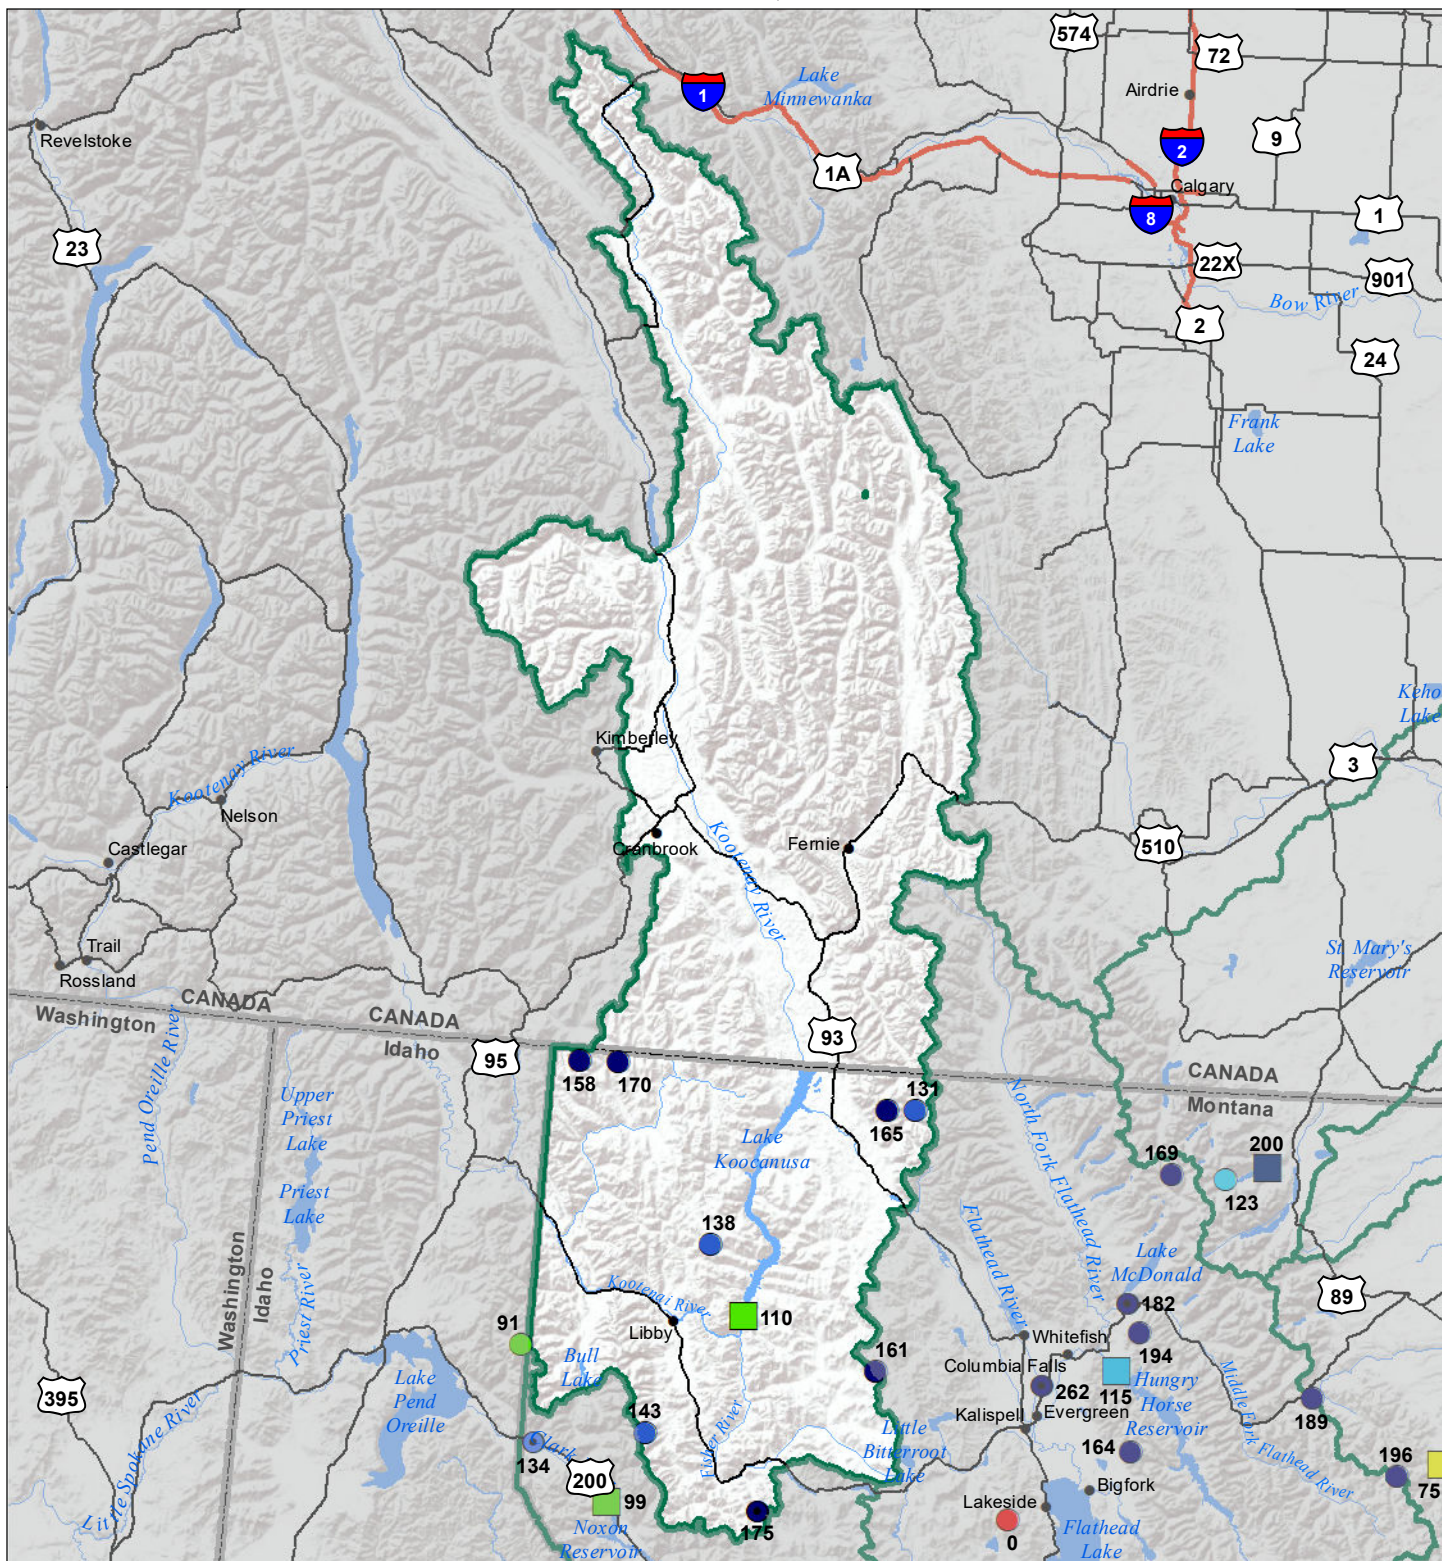 574
72
Lake
Minnewanka
1
Airdrie
Revelstoke
9
2
1A
Calgary
8
1
23
22X
901
Bow River
2
24
Frank
Lake
Keho
Lake
Kimberley
3
Kootenay River
Nelson
Kootenay River
Castlegar
Cranbrook
Fernie
510
Trail
Rossland
St. Mary's
Reservoir
CANADA
Washington
CANADA
Idaho
95
93
CANADA
Montana
158
170
131
165
Pend Oreille River
Upper
Priest
Lake
Lake
Koocanusa
North Fork Flathead River
169
200
123
Priest
Lake
138
Flathead River
Lake
McDonald
Washington
Idaho
Priest River
Kootenai River
89
182
91
110
Libby
Whitefish
194
Bull
Lake
161
Columbia Falls
262
115
Hungry
Horse
Reservoir
Middle Fork Flathead River
395
Lake
Pend
Oreille
Little Spokane River
143
Fisher River
Kalispell
Evergreen
189
Little
Bitterroot
Lake
134
Clark
164
196
75
200
99
Bigfork
Lakeside
0
175
Noxon
Reservoir
Flathead
Lake